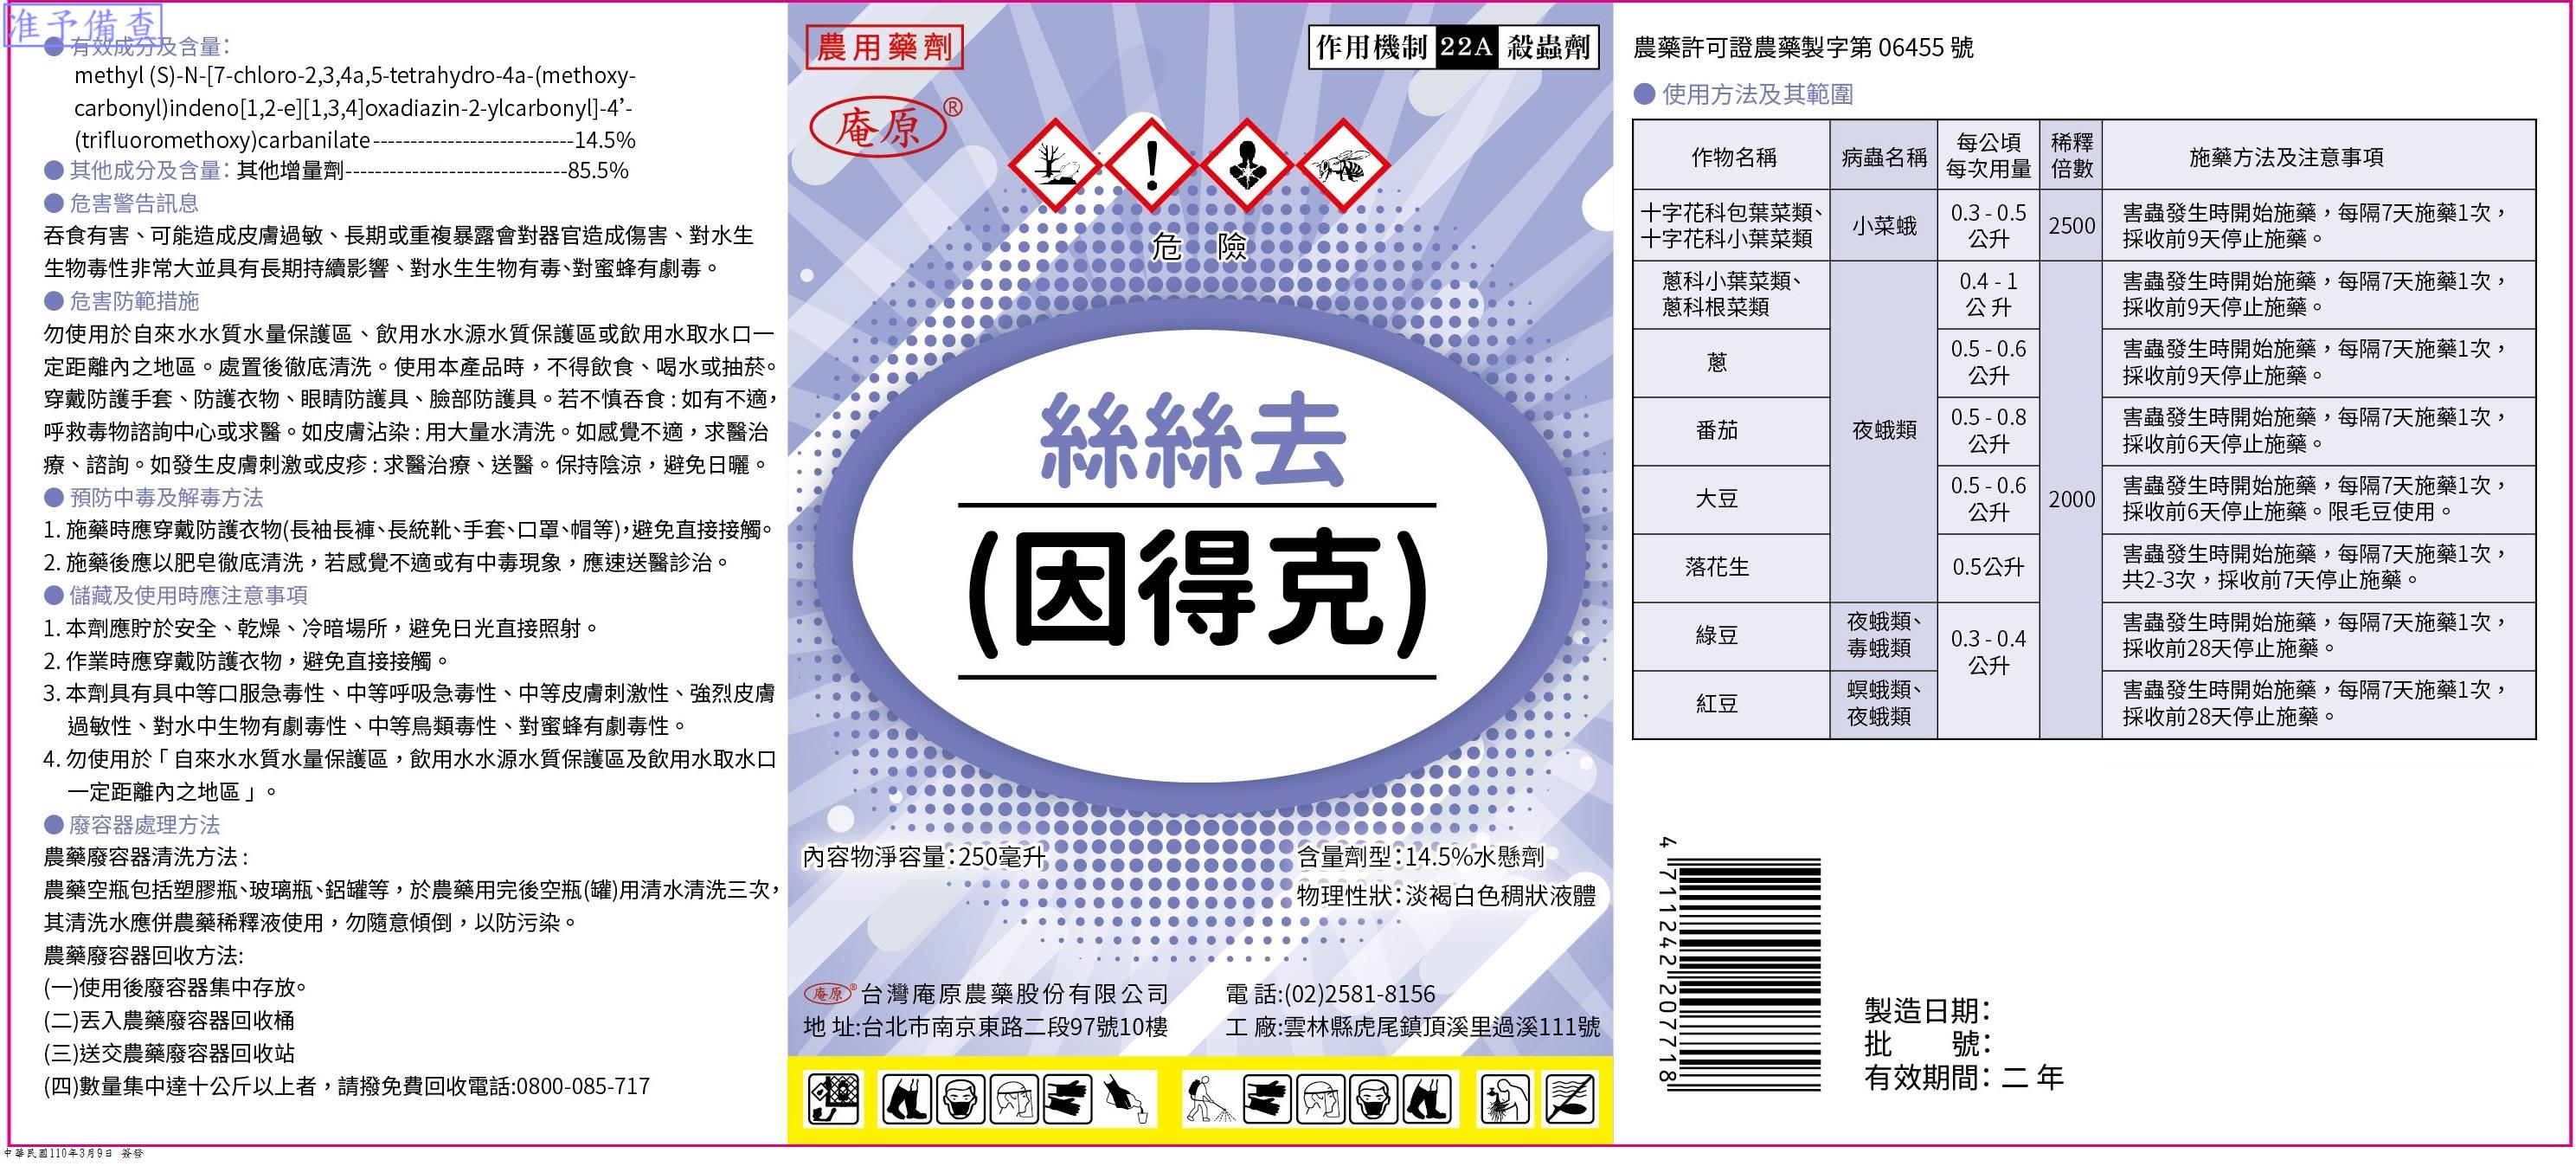 准予備查
● 有效成分及含量：
methyl (S)-N-[7-chloro-2,3,4a,5-tetrahydro-4a-(methoxy-
carbonyl)indeno[1,2-e][1,3,4]oxadiazin-2-ylcarbonyl]-4’-
(trifluoromethoxy)carbanilate---------------------------14.5%
● 其他成分及含量：其他增量劑------------------------------85.5%
● 危害警告訊息
吞食有害、可能造成皮膚過敏、長期或重複暴露會對器官造成傷害、對水生
生物毒性非常大並具有長期持續影響、對水生生物有毒、對蜜蜂有劇毒。
● 危害防範措施
勿使用於自來水水質水量保護區、飲用水水源水質保護區或飲用水取水口一
定距離內之地區。處置後徹底清洗。使用本產品時，不得飲食、喝水或抽菸。
穿戴防護手套、防護衣物、眼睛防護具、臉部防護具。若不慎吞食：如有不適，
呼救毒物諮詢中心或求醫。如皮膚沾染：用大量水清洗。如感覺不適，求醫治
療、諮詢。如發生皮膚刺激或皮疹：求醫治療、送醫。保持陰涼，避免日曬。
● 預防中毒及解毒方法
1. 施藥時應穿戴防護衣物(長袖長褲、長統靴、手套、口罩、帽等)，避免直接接觸。
2. 施藥後應以肥皂徹底清洗，若感覺不適或有中毒現象，應速送醫診治。
● 儲藏及使用時應注意事項
1. 本劑應貯於安全、乾燥、冷暗場所，避免日光直接照射。
2. 作業時應穿戴防護衣物，避免直接接觸。
3. 本劑具有具中等口服急毒性、中等呼吸急毒性、中等皮膚刺激性、強烈皮膚
過敏性、對水中生物有劇毒性、中等鳥類毒性、對蜜蜂有劇毒性。
4. 勿使用於「自來水水質水量保護區，飲用水水源水質保護區及飲用水取水口
一定距離內之地區」。
● 廢容器處理方法
農藥廢容器清洗方法：
農藥空瓶包括塑膠瓶、玻璃瓶、鋁罐等，於農藥用完後空瓶(罐)用清水清洗三次，
其清洗水應併農藥稀釋液使用，勿隨意傾倒，以防污染。
農藥廢容器回收方法:
(一)使用後廢容器集中存放。
(二)丟入農藥廢容器回收桶
(三)送交農藥廢容器回收站
(四)數量集中達十公斤以上者，請撥免費回收電話:0800-085-717
中華民國110年3月9日 簽發
農用藥劑
作用機制 22A 殺蟲劑
庵原®
危 險
絲絲去
(因得克)
內容物淨容量：250毫升
含量劑型：14.5%水懸劑
物理性狀：淡褐白色稠狀液體
庵原®台灣庵原農藥股份有限公司
電 話:(02)2581-8156
地 址:台北市南京東路二段97號10樓
工 廠:雲林縣虎尾鎮頂溪里過溪111號
農藥許可證農藥製字第 06455 號
● 使用方法及其範圍
作物名稱 病蟲名稱 每公頃每次用量 稀釋倍數 施藥方法及注意事項
十字花科包葉菜類、十字花科小葉菜類 小菜蛾 0.3 - 0.5公升 2500 害蟲發生時開始施藥，每隔7天施藥1次，採收前9天停止施藥。
蔥科小葉菜類、蔥科根菜類 夜蛾類 0.4 - 1公 升 2000 害蟲發生時開始施藥，每隔7天施藥1次，採收前9天停止施藥。
蔥 0.5 - 0.6公升 害蟲發生時開始施藥，每隔7天施藥1次，採收前9天停止施藥。
番茄 0.5 - 0.8公升 害蟲發生時開始施藥，每隔7天施藥1次，採收前6天停止施藥。
大豆 0.5 - 0.6公升 害蟲發生時開始施藥，每隔7天施藥1次，採收前6天停止施藥。限毛豆使用。
落花生 0.5公升 害蟲發生時開始施藥，每隔7天施藥1次，共2-3次，採收前7天停止施藥。
綠豆 夜蛾類、毒蛾類 0.3 - 0.4公升 害蟲發生時開始施藥，每隔7天施藥1次，採收前28天停止施藥。
紅豆 螟蛾類、夜蛾類 害蟲發生時開始施藥，每隔7天施藥1次，採收前28天停止施藥。
4 711242 207718
製造日期：
批 號：
有效期間：二 年